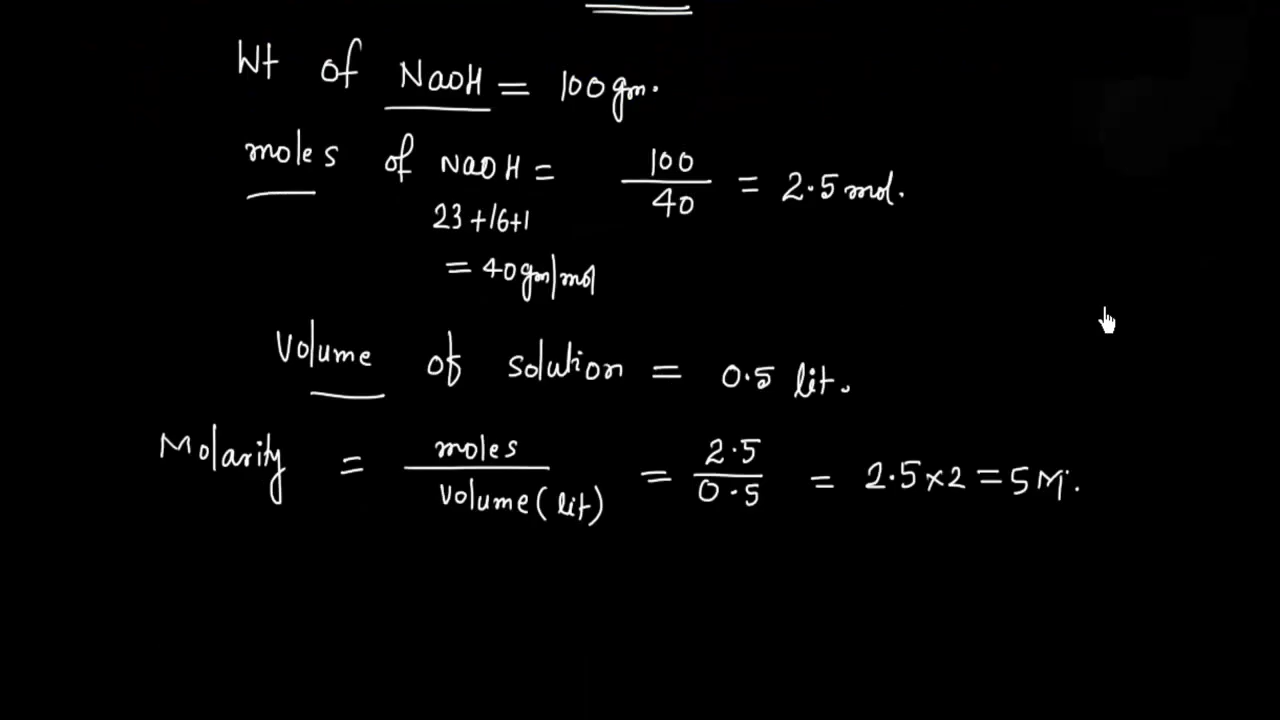 Wt of NaOH = 100gm.
moles of NaOH = 100/40 = 2.5 mol.
23+16+1
= 40gm/mol
Volume of solution = 0.5 lit.
Molarity = moles/volume(lit) = 2.5/0.5 = 2.5×2 = 5M.